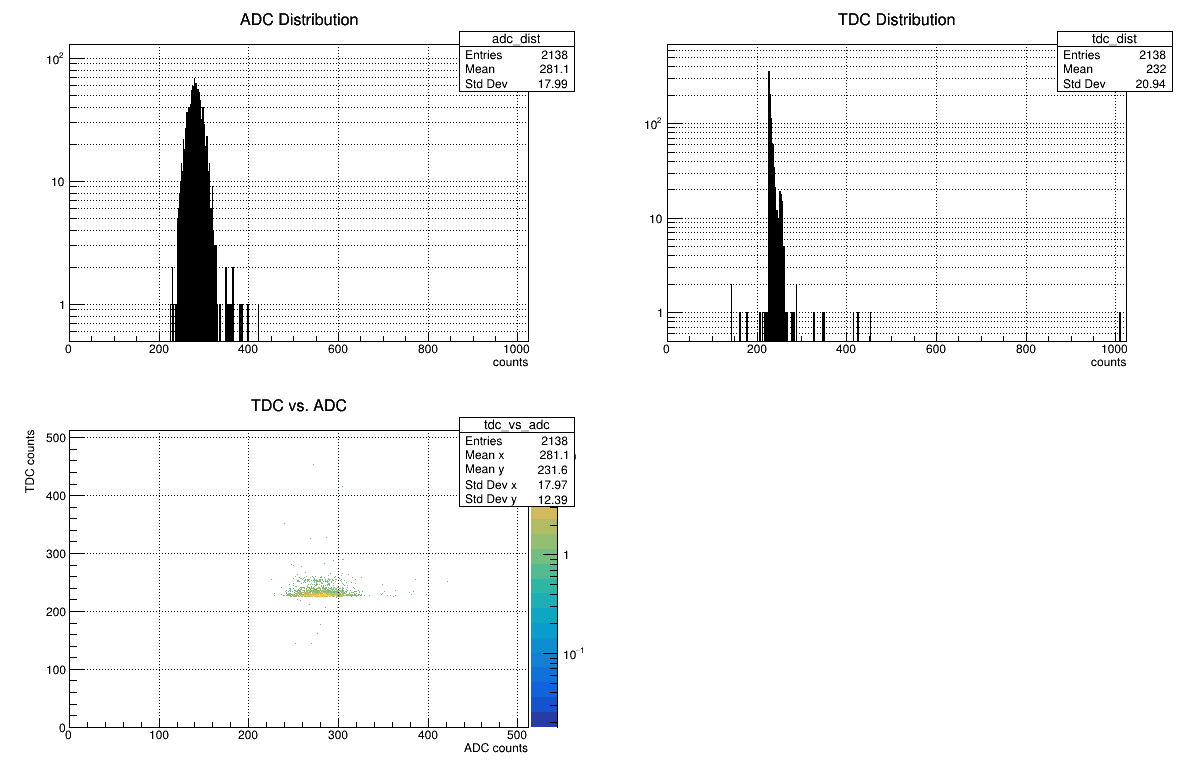 ADC Distribution
adc_dist
Entries 2138
Mean 281.1
Std Dev 17.99
10²
10
1
0 200 400 600 800 1000
counts
TDC Distribution
tdc_dist
Entries 2138
Mean 232
Std Dev 20.94
10²
10
1
0 200 400 600 800 1000
counts
TDC vs. ADC
tdc_vs_adc
Entries 2138
Mean x 281.1
Mean y 231.6
Std Dev x 17.97
Std Dev y 12.39
TDC counts
500
400
300
200
100
0
0 100 200 300 400 500
ADC counts
1
10⁻¹